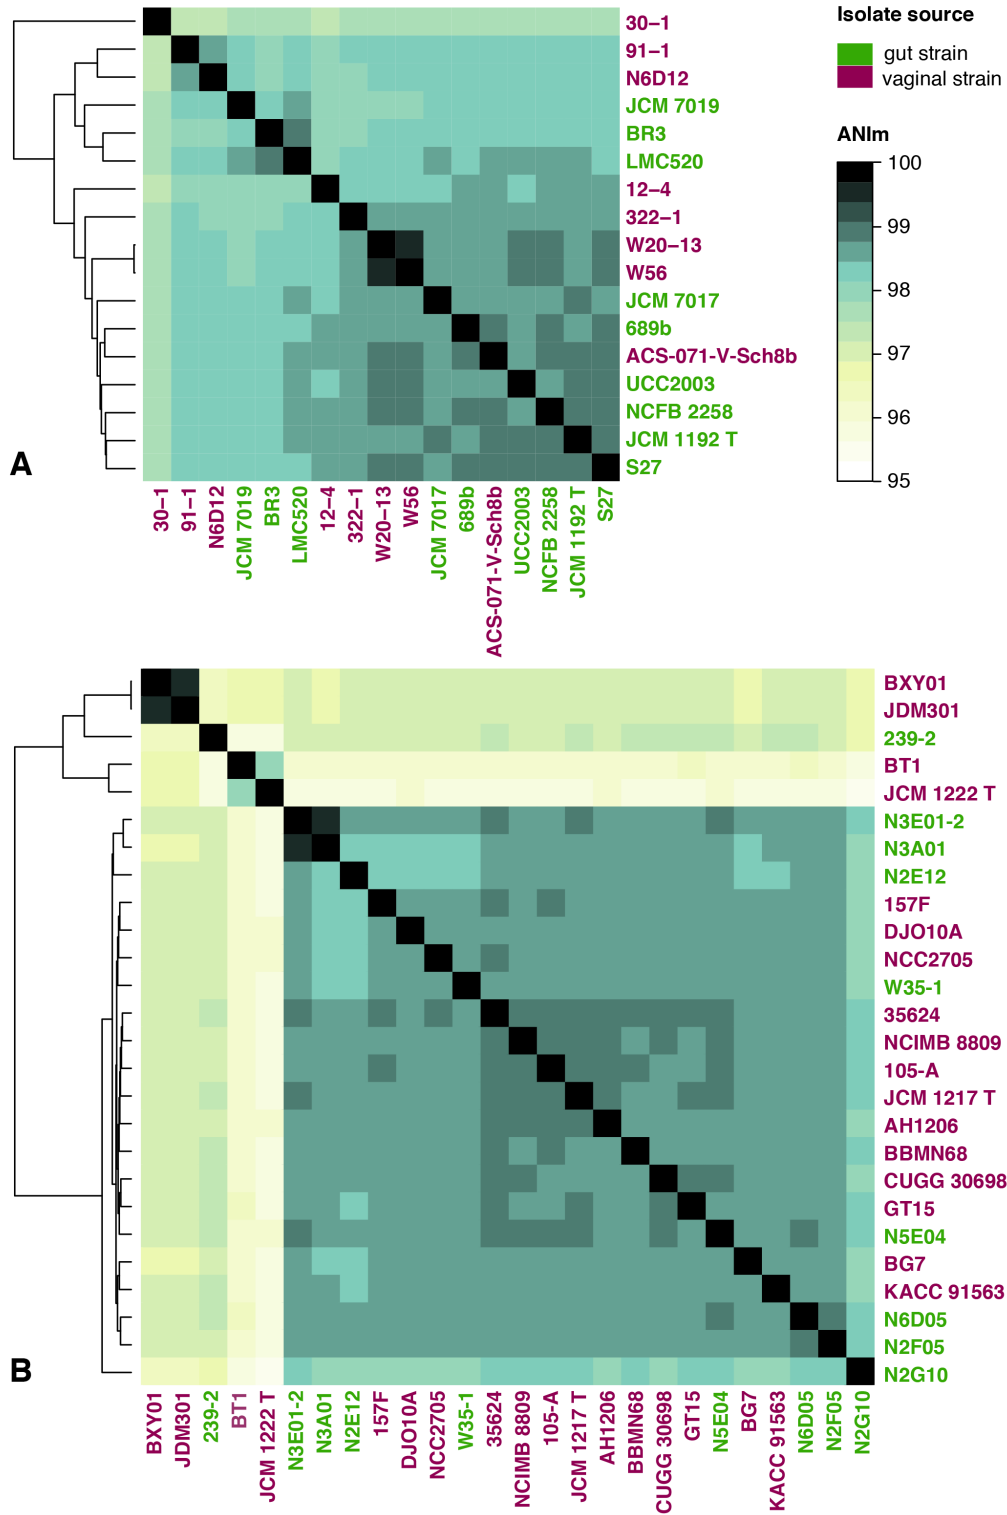 Isolate source
gut strain
vaginal strain
ANIm
100
99
98
97
96
95
30–1
91–1
N6D12
JCM 7019
BR3
LMC520
12–4
322–1
W20–13
W56
JCM 7017
689b
ACS-071-V-Sch8b
UCC2003
NCFB 2258
JCM 1192 T
S27
A
30–1
91–1
N6D12
JCM 7019
BR3
LMC520
12–4
322–1
W20–13
W56
JCM 7017
689b
ACS-071-V-Sch8b
UCC2003
NCFB 2258
JCM 1192 T
S27
BXY01
JDM301
239-2
BT1
JCM 1222 T
N3E01-2
N3A01
N2E12
157F
DJO10A
NCC2705
W35-1
35624
NCIMB 8809
105-A
JCM 1217 T
AH1206
BBMN68
CUGG 30698
GT15
N5E04
BG7
KACC 91563
N6D05
N2F05
N2G10
B
BXY01
JDM301
239-2
BT1
JCM 1222 T
N3E01-2
N3A01
N2E12
157F
DJO10A
NCC2705
W35-1
35624
NCIMB 8809
105-A
JCM 1217 T
AH1206
BBMN68
CUGG 30698
GT15
N5E04
BG7
KACC 91563
N6D05
N2F05
N2G10